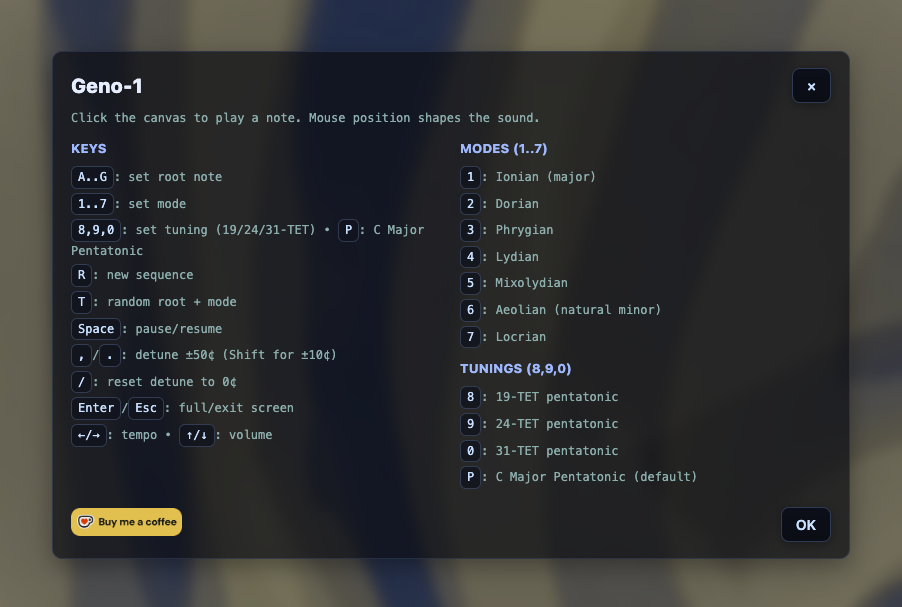 Geno-1
×
Click the canvas to play a note. Mouse position shapes the sound.
KEYS
A..G: set root note
1..7: set mode
8,9,0: set tuning (19/24/31-TET) • P: C Major
Pentatonic
R: new sequence
T: random root + mode
Space: pause/resume
,/.: detune ±50¢ (Shift for ±10¢)
/: reset detune to 0¢
Enter/Esc: full/exit screen
←/→: tempo • ↑/↓: volume
MODES (1..7)
1: Ionian (major)
2: Dorian
3: Phrygian
4: Lydian
5: Mixolydian
6: Aeolian (natural minor)
7: Locrian
TUNINGS (8,9,0)
8: 19-TET pentatonic
9: 24-TET pentatonic
0: 31-TET pentatonic
P: C Major Pentatonic (default)
Buy me a coffee
OK